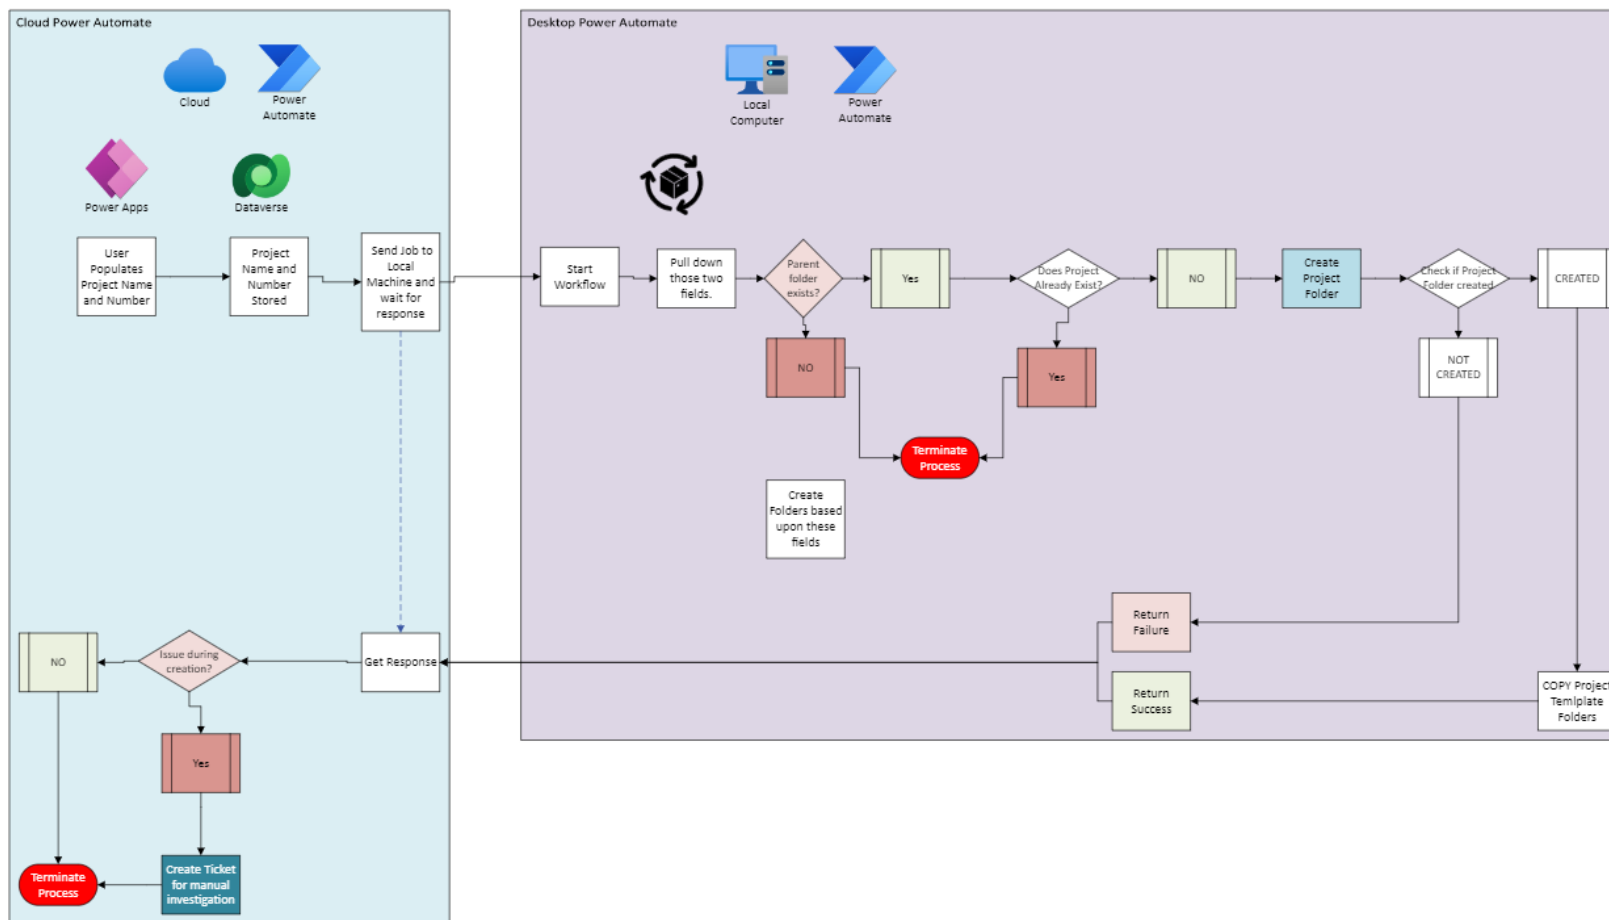 Cloud Power Automate
Cloud
Power
Automate
Power Apps
Dataverse
User
Populates
Project Name
and Number
Project
Name and
Number
Stored
Send Job to
Local
Machine and
wait for
response
Desktop Power Automate
Local
Computer
Power
Automate
Start
Workflow
Pull down
those two
fields.
Parent
folder
exists?
Yes
Does Project
Already Exist?
NO
Create
Project
Folder
Check if Project
Folder created
CREATED
NO
Yes
NOT
CREATED
Terminate
Process
Create
Folders based
upon these
fields
Return
Failure
Return
Success
COPY Project
Temlplate
Folders
Get Response
Issue during
creation?
NO
Yes
Create Ticket
for manual
investigation
Terminate
Process